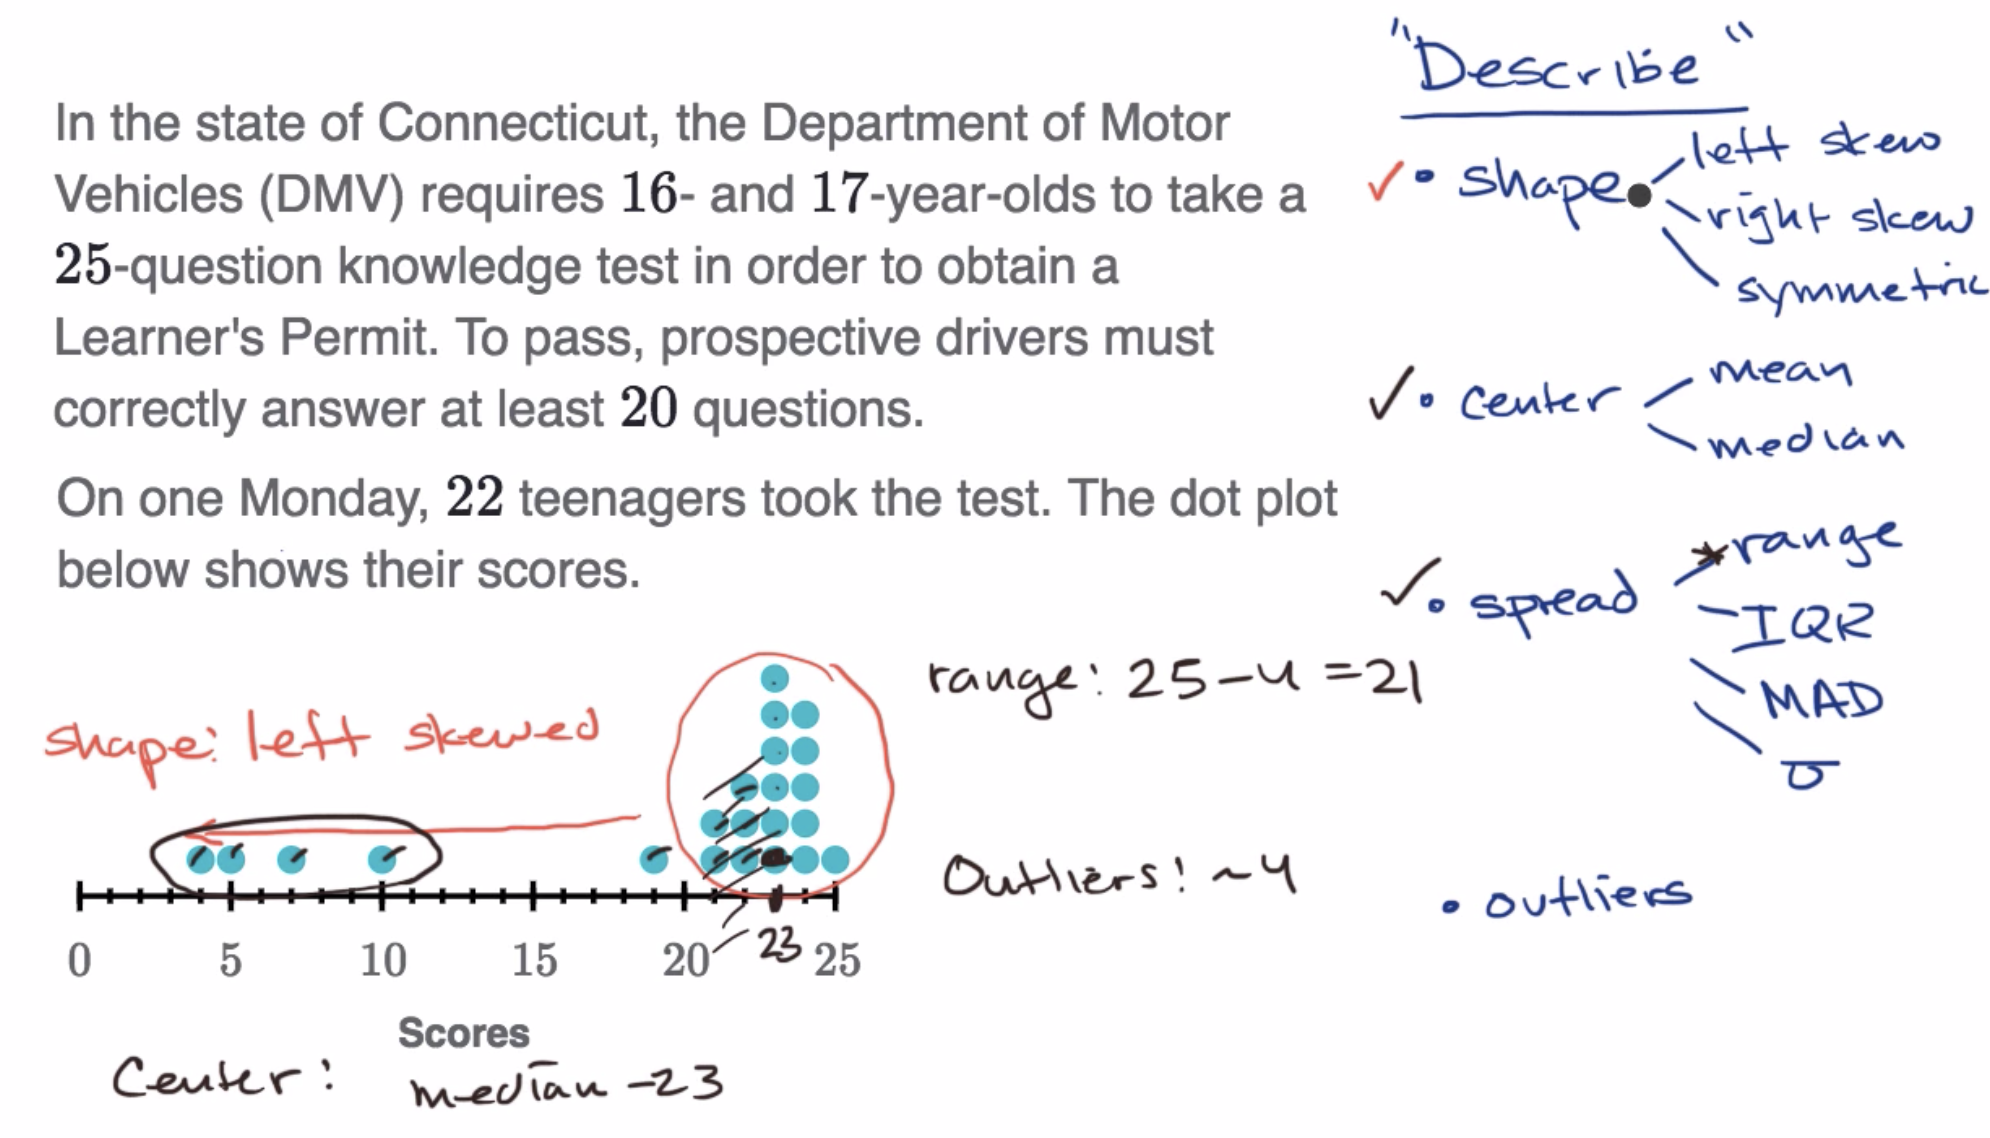 In the state of Connecticut, the Department of Motor
Vehicles (DMV) requires 16- and 17-year-olds to take a
25-question knowledge test in order to obtain a
Learner's Permit. To pass, prospective drivers must
correctly answer at least 20 questions.
On one Monday, 22 teenagers took the test. The dot plot
below shows their scores.
shape: left skewed
23
0 5 10 15 20 25
Scores
Center: median -23
range: 25-4 =21
Outliers: ~4
"Describe"
✓• shape
left skew
right skew
symmetric
✓• center
mean
median
✓• spread
*range
IQR
MAD
σ
• outliers